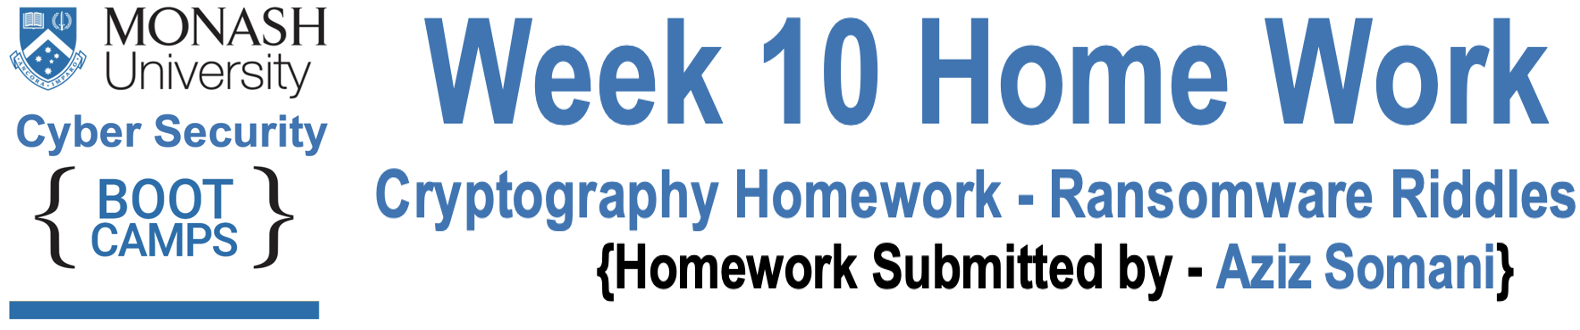 MONASH
University
Cyber Security
{ BOOT
CAMPS }
Week 10 Home Work
Cryptography Homework - Ransomware Riddles
{Homework Submitted by - Aziz Somani}